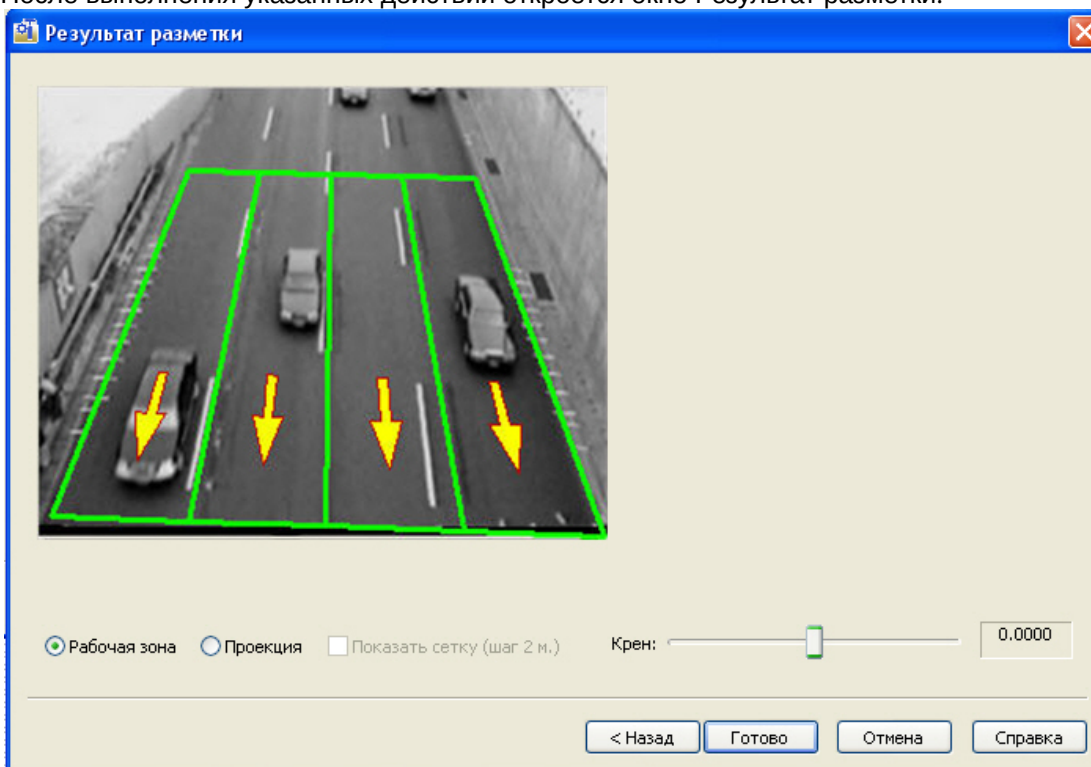 После выполнения указанных действий откроется окно Результат разметки.
Результат разметки
Рабочая зона Проекция Показать сетку (шаг 2 м.) Крен: 0.0000
< Назад Готово Отмена Справка